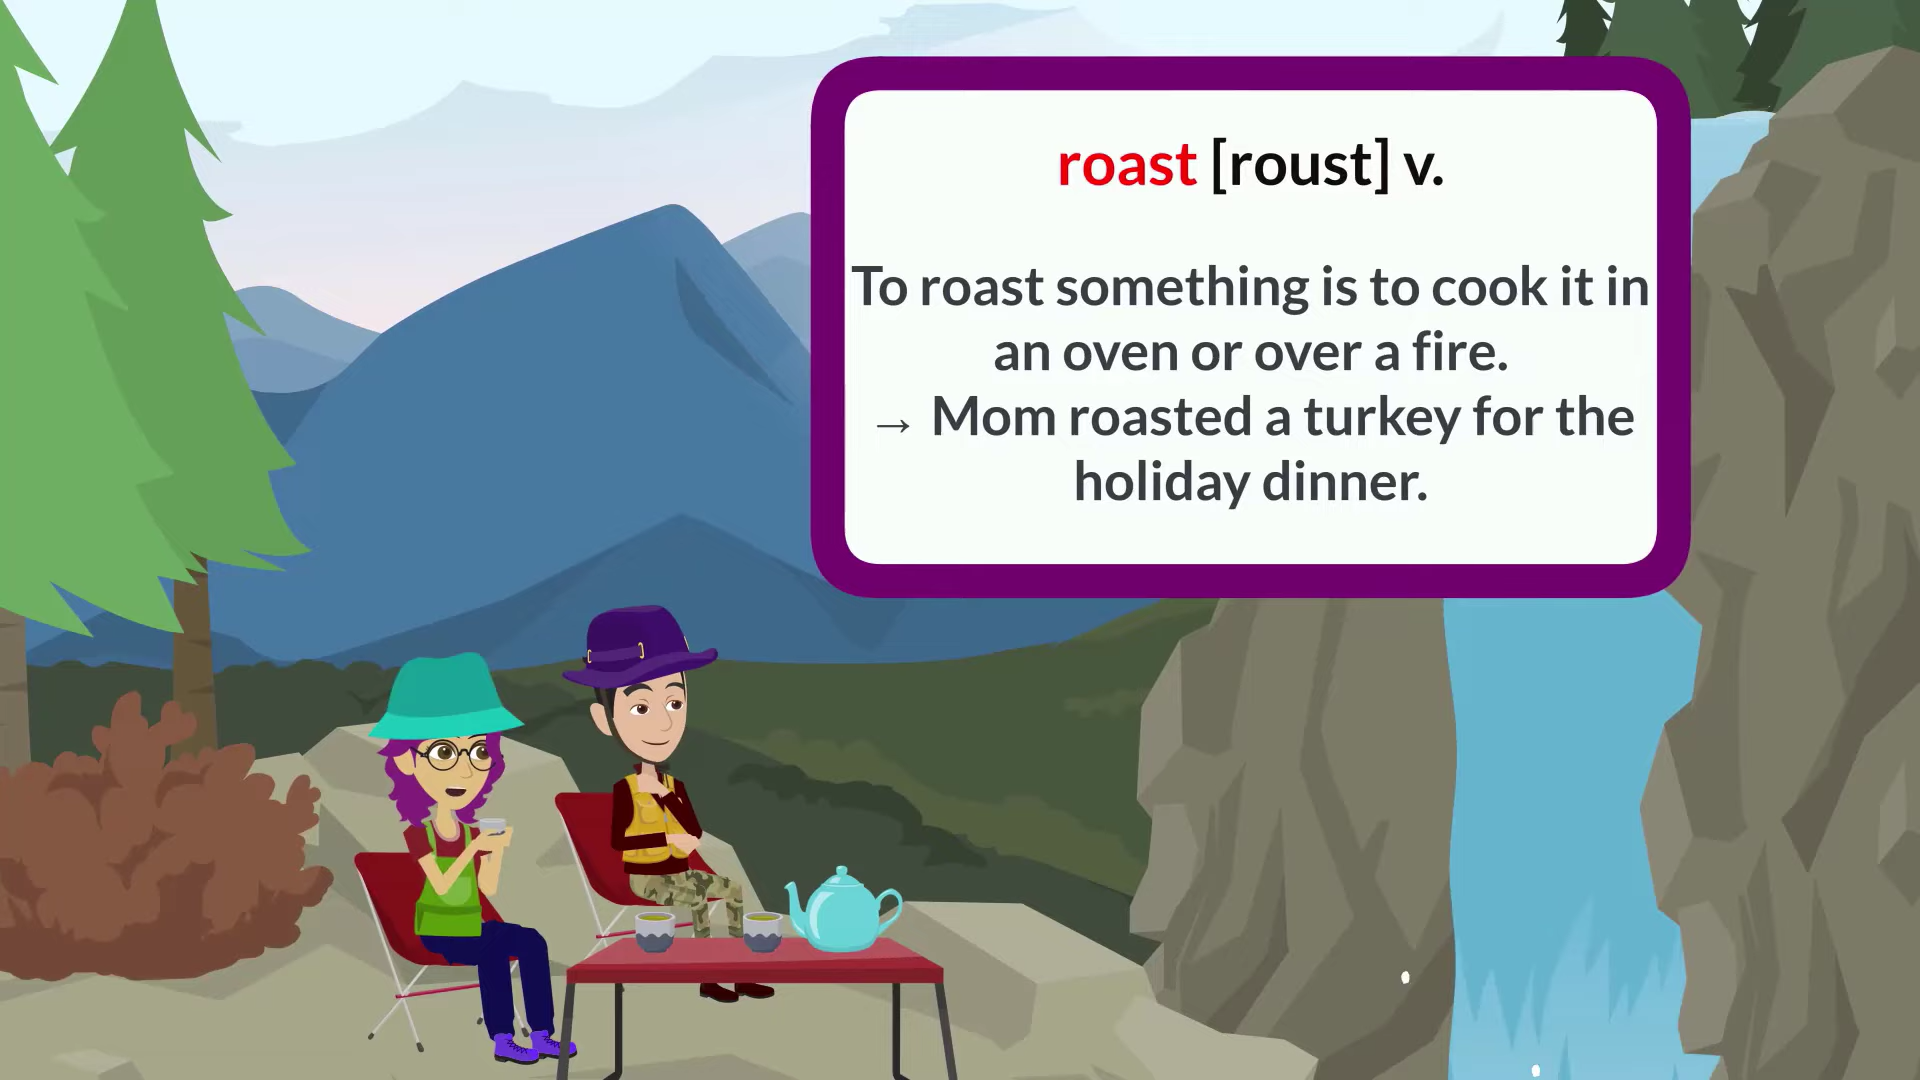 roast [roust] v.
To roast something is to cook it in
an oven or over a fire.
→ Mom roasted a turkey for the
holiday dinner.